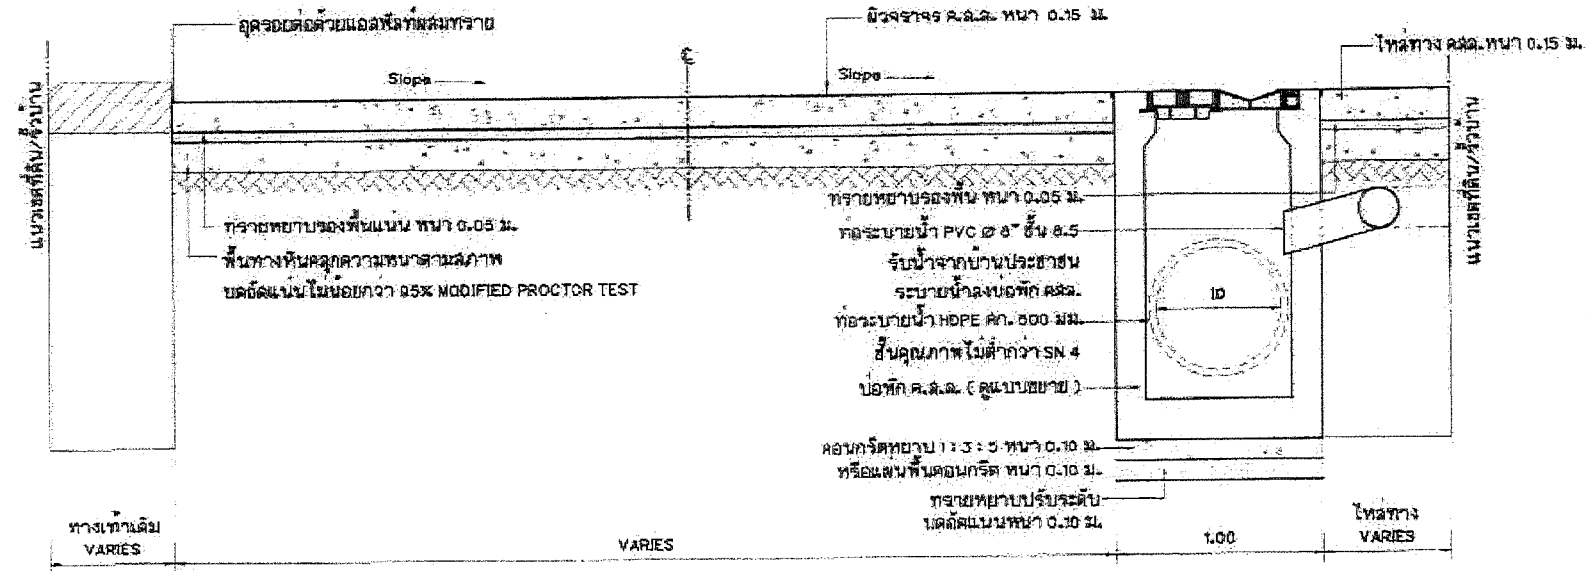 อุดรอยต่อด้วยแอสฟัลท์ผสมทราย
ผิวจราจร ค.ส.ล. หนา 0.15 ม.
ไหล่ทาง คสล. หนา 0.15 ม.
℄
Slope
Slope
แนวเขตที่ดิน/รั้วบ้าน
แนวเขตที่ดิน/รั้วบ้าน
ทรายหยาบรองพื้นแน่น หนา 0.05 ม.
พื้นทางหินคลุกความหนาตามสภาพ
บดอัดแน่นไม่น้อยกว่า 95% MODIFIED PROCTOR TEST
ทรายหยาบรองพื้น หนา 0.05 ม.
ท่อระบายน้ำ PVC Ø 8" ชั้น 8.5
รับน้ำจากบ้านประชาชน
ระบายน้ำลงบ่อพัก คสล.
ท่อระบายน้ำ HDPE ศก. 600 มม.
ชั้นคุณภาพไม่ต่ำกว่า SN 4
บ่อพัก ค.ส.ล. ( ดูแบบขยาย )
ID
คอนกรีตหยาบ 1 : 3 : 5 หนา 0.10 ม.
หรือแผ่นพื้นคอนกรีต หนา 0.10 ม.
ทรายหยาบปรับระดับ
บดอัดแน่นหนา 0.10 ม.
ทางเท้าเดิม
VARIES
VARIES
1.00
ไหล่ทาง
VARIES